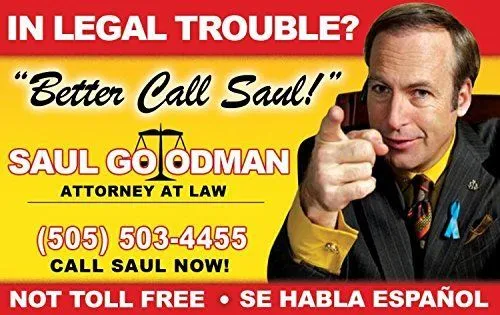 IN LEGAL TROUBLE?
"Better Call Saul!"
SAUL GOODMAN
ATTORNEY AT LAW
(505) 503-4455
CALL SAUL NOW!
NOT TOLL FREE • SE HABLA ESPAÑOL